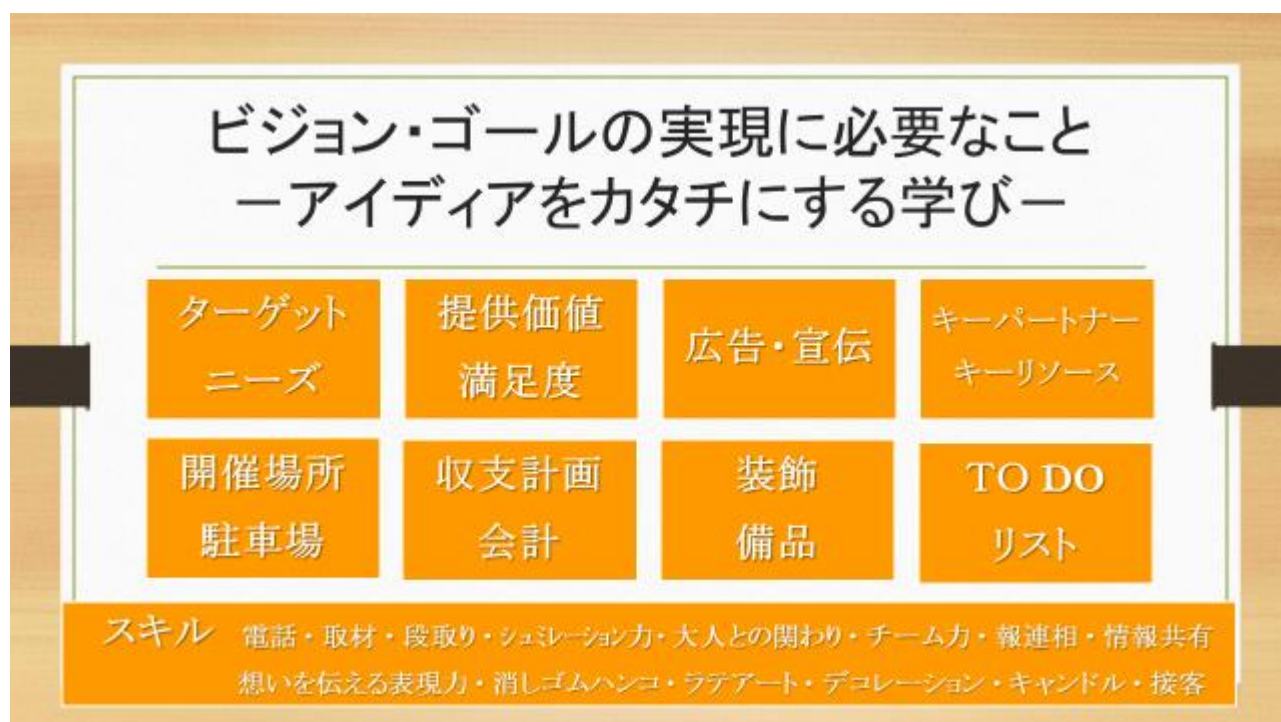 ビジョン・ゴールの実現に必要なこと
－アイディアをカタチにする学び－
ターゲット
ニーズ
提供価値
満足度
広告・宣伝
キーパートナー
キーリソース
開催場所
駐車場
収支計画
会計
装飾
備品
TO DO
リスト
スキル 電話・取材・段取り・シュミレーション力・大人との関わり・チーム力・報連相・情報共有
想いを伝える表現力・消しゴムハンコ・ラテアート・デコレーション・キャンドル・接客